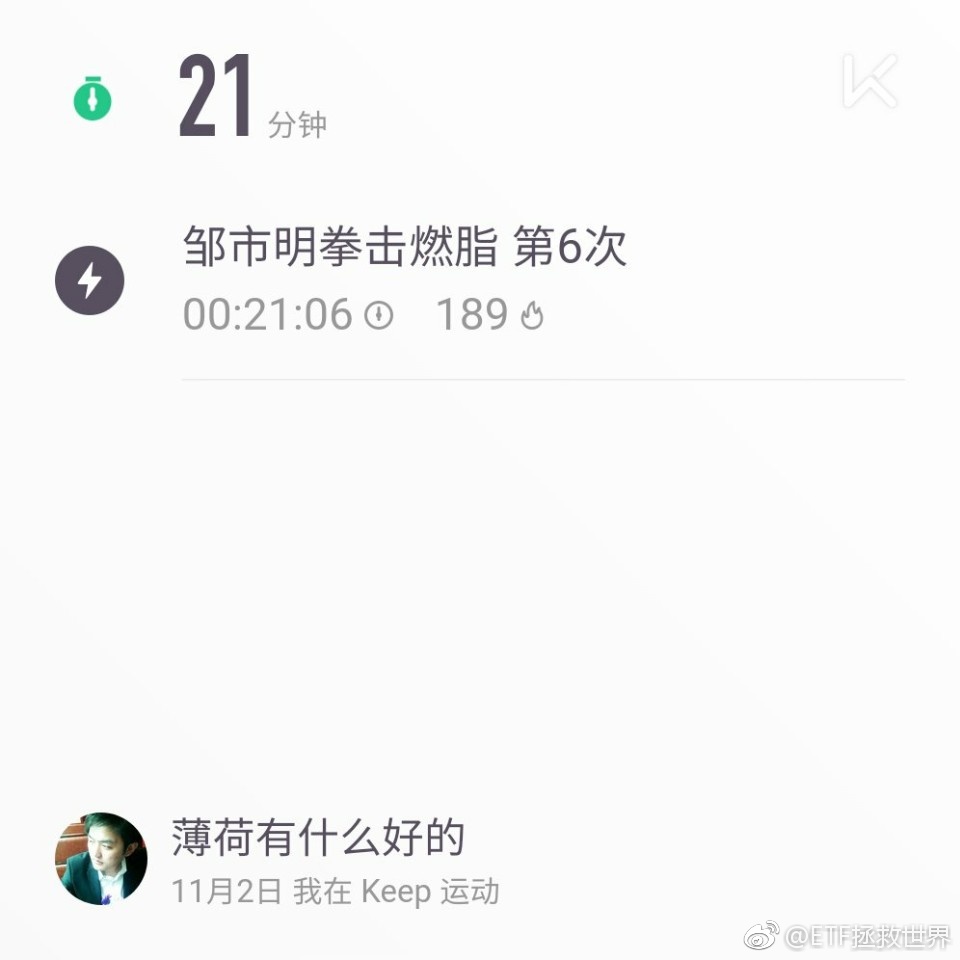 21 分钟
邹市明拳击燃脂 第6次
00:21:06 189
薄荷有什么好的
11月2日 我在 Keep 运动
@ETF拯救世界